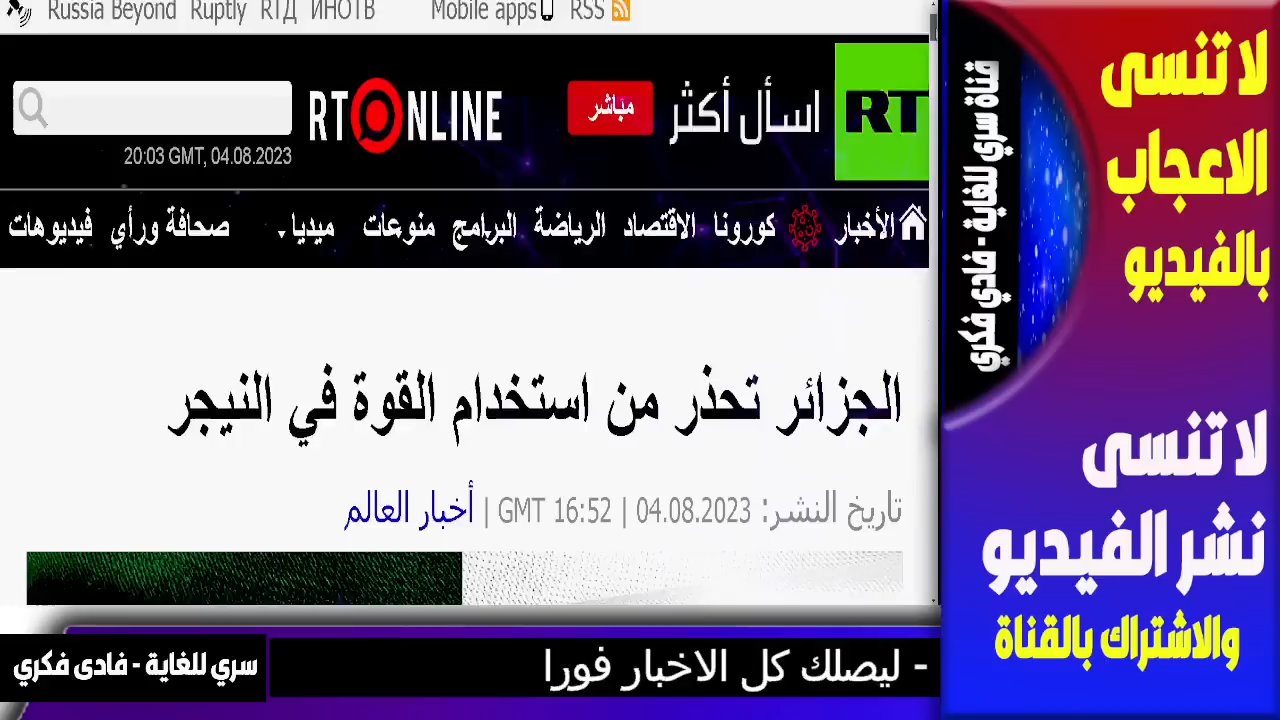 Russia Beyond Ruptly RTД ИНОТВ Mobile apps RSS
RT ONLINE مباشر اسأل أكثر RT
20:03 GMT, 04.08.2023
الأخبار كورونا الاقتصاد الرياضة البرامج منوعات ميديا صحافة ورأي فيديوهات
الجزائر تحذر من استخدام القوة في النيجر
تاريخ النشر: 04.08.2023 | 16:52 GMT | أخبار العالم
سري للغاية - فادى فكري
- ليصلك كل الاخبار فورا
قناة سري للغاية - فادي فكري
لا تنسى
الاعجاب
بالفيديو
لا تنسى
نشر الفيديو
والاشتراك بالقناة